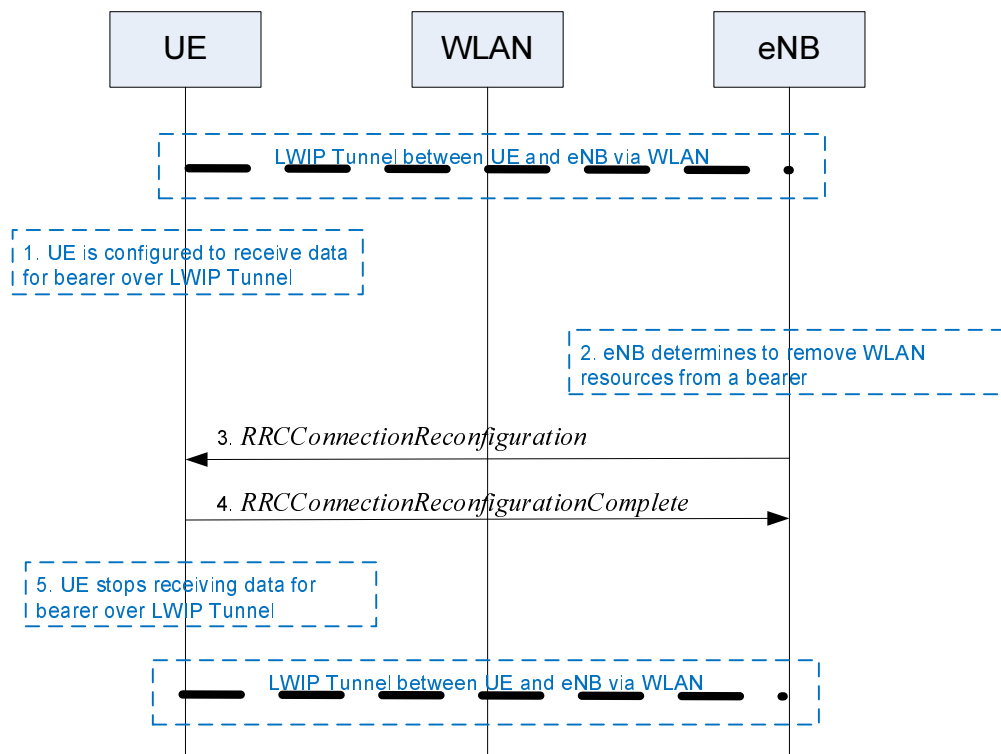 UE
WLAN
eNB
LWIP Tunnel between UE and eNB via WLAN
1. UE is configured to receive data
for bearer over LWIP Tunnel
2. eNB determines to remove WLAN
resources from a bearer
3. RRCConnectionReconfiguration
4. RRCConnectionReconfigurationComplete
5. UE stops receiving data for
bearer over LWIP Tunnel
LWIP Tunnel between UE and eNB via WLAN